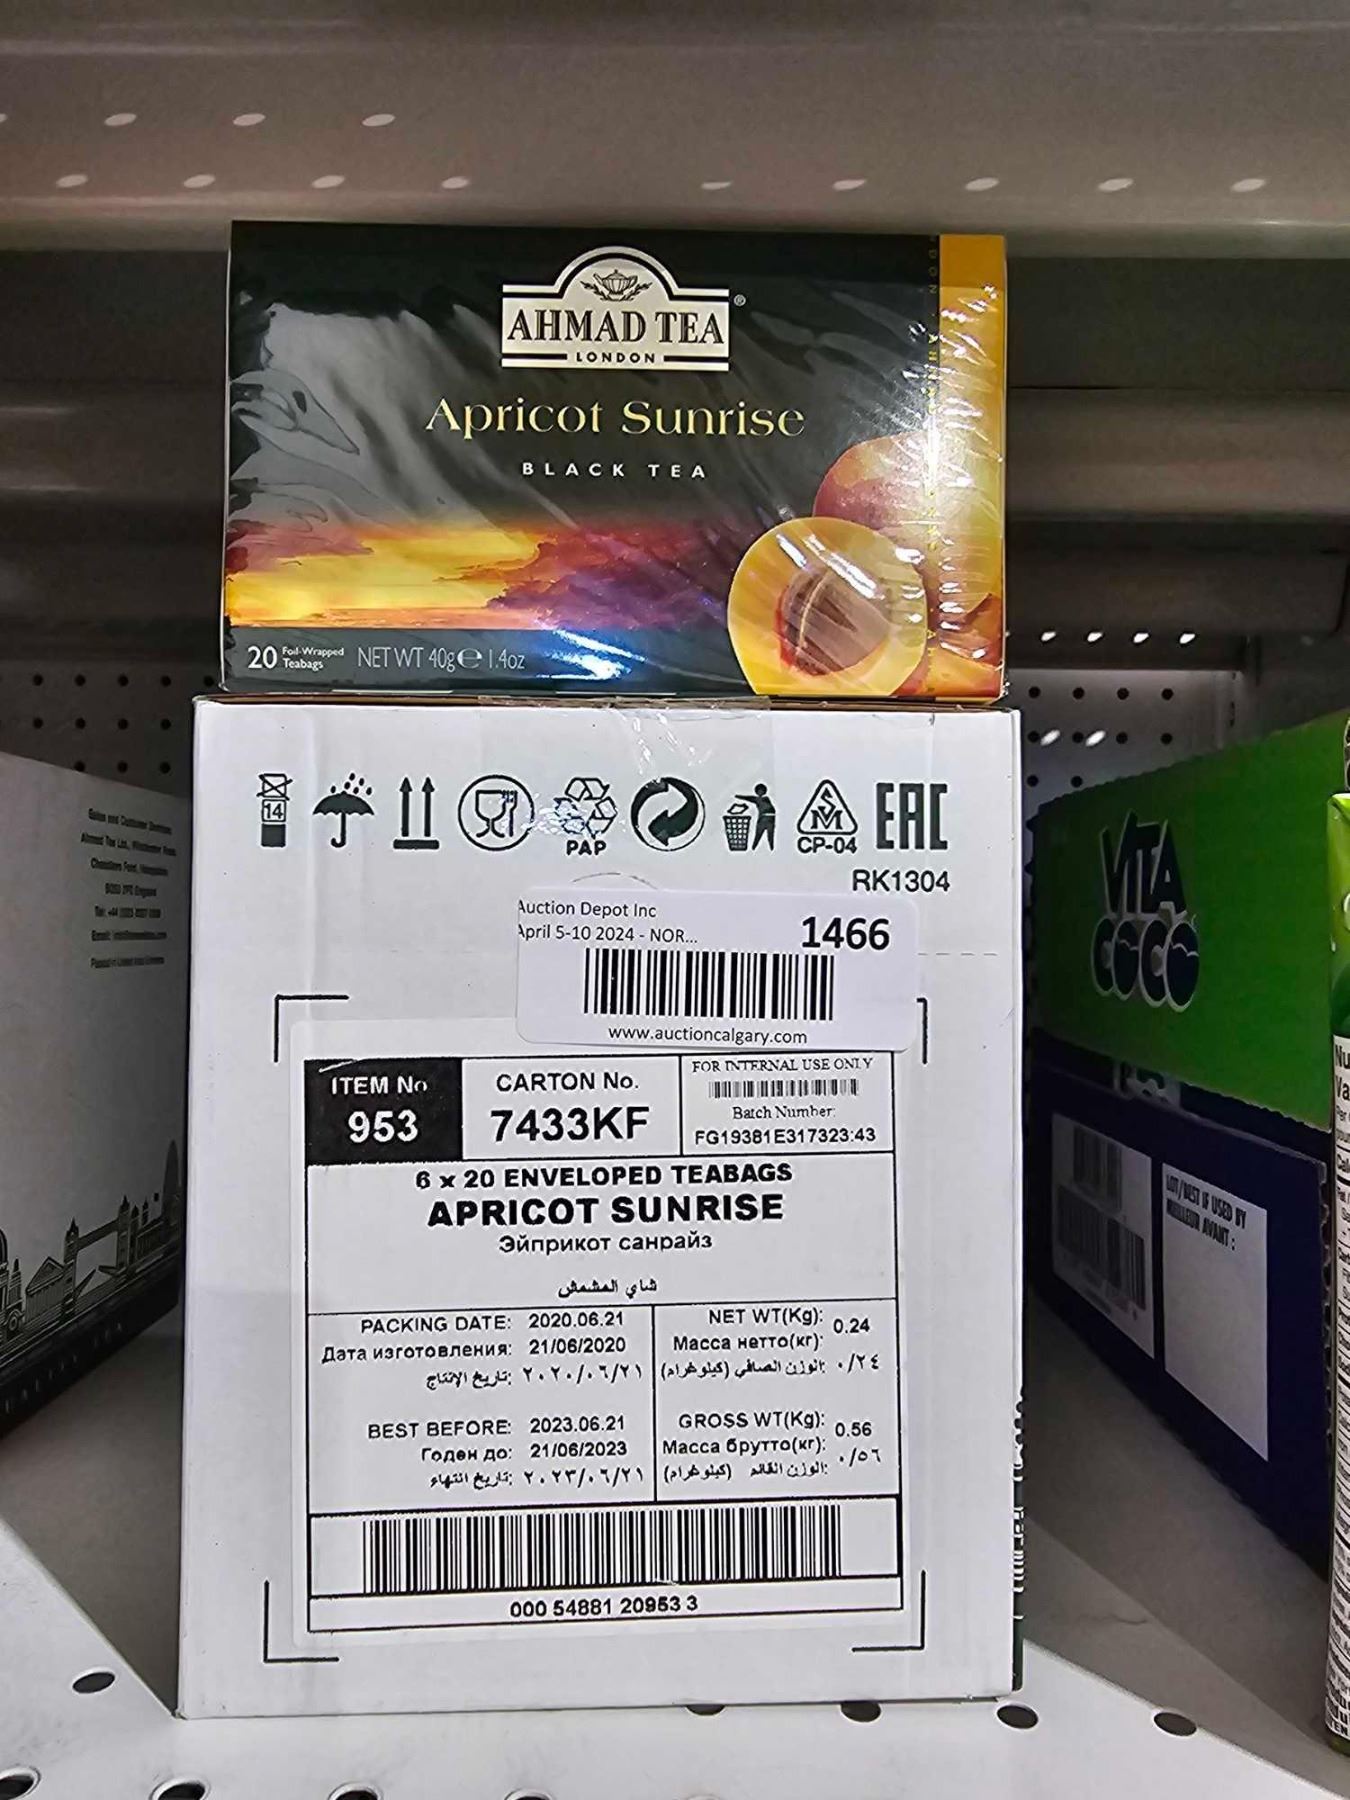 AHMAD TEA ®
LONDON
Apricot Sunrise
BLACK TEA
20 Foil-Wrapped Teabags NET WT 40g ℮ 1.4oz
14
PAP
CP-04
EAC
RK1304
Auction Depot Inc
April 5-10 2024 - NOR...
1466
www.auctioncalgary.com
ITEM No
953
CARTON No.
7433KF
FOR INTERNAL USE ONLY
Batch Number:
FG19381E317323:43
6 x 20 ENVELOPED TEABAGS
APRICOT SUNRISE
Эйприкот санрайз
شاي المشمش
PACKING DATE: 2020.06.21
Дата изготовления: 21/06/2020
تاريخ الإنتاج: ٢٠٢٠/٠٦/٢١
BEST BEFORE: 2023.06.21
Годен до: 21/06/2023
تاريخ انتهاء: ٢٠٢٣/٠٦/٢١
NET WT(Kg): 0.24
Масса нетто(кг):
الوزن الصافي (كيلوغرام): ٠/٢٤
GROSS WT(Kg): 0.56
Масса брутто(кг):
الوزن القائم (كيلوغرام): ٠/٥٦
000 54881 20953 3
VITA
COCO
LOT/BEST IF USED BY
MEILLEUR AVANT :